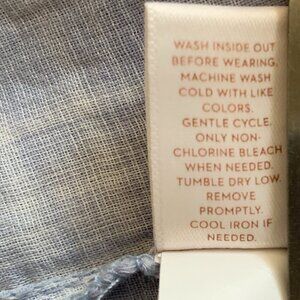 WASH INSIDE OUT
BEFORE WEARING.
MACHINE WASH
COLD WITH LIKE
COLORS.
GENTLE CYCLE.
ONLY NON-
CHLORINE BLEACH
WHEN NEEDED.
TUMBLE DRY LOW.
REMOVE
PROMPTLY.
COOL IRON IF
NEEDED.